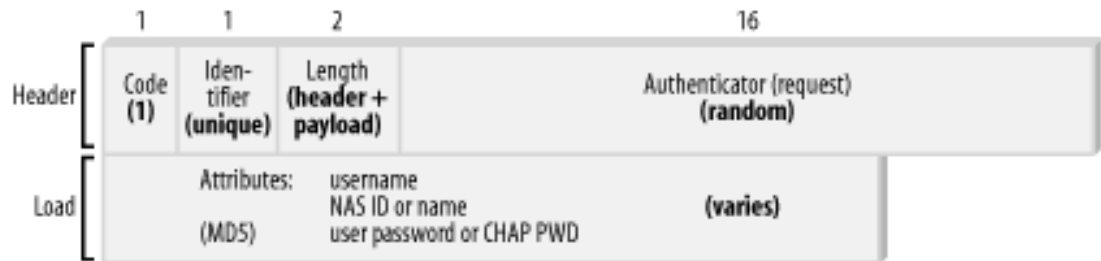 1 1 2 16
Header
Code
(1)
Iden-
tifier
(unique)
Length
(header +
payload)
Authenticator (request)
(random)
Load
Attributes: username
NAS ID or name (varies)
(MD5) user password or CHAP PWD